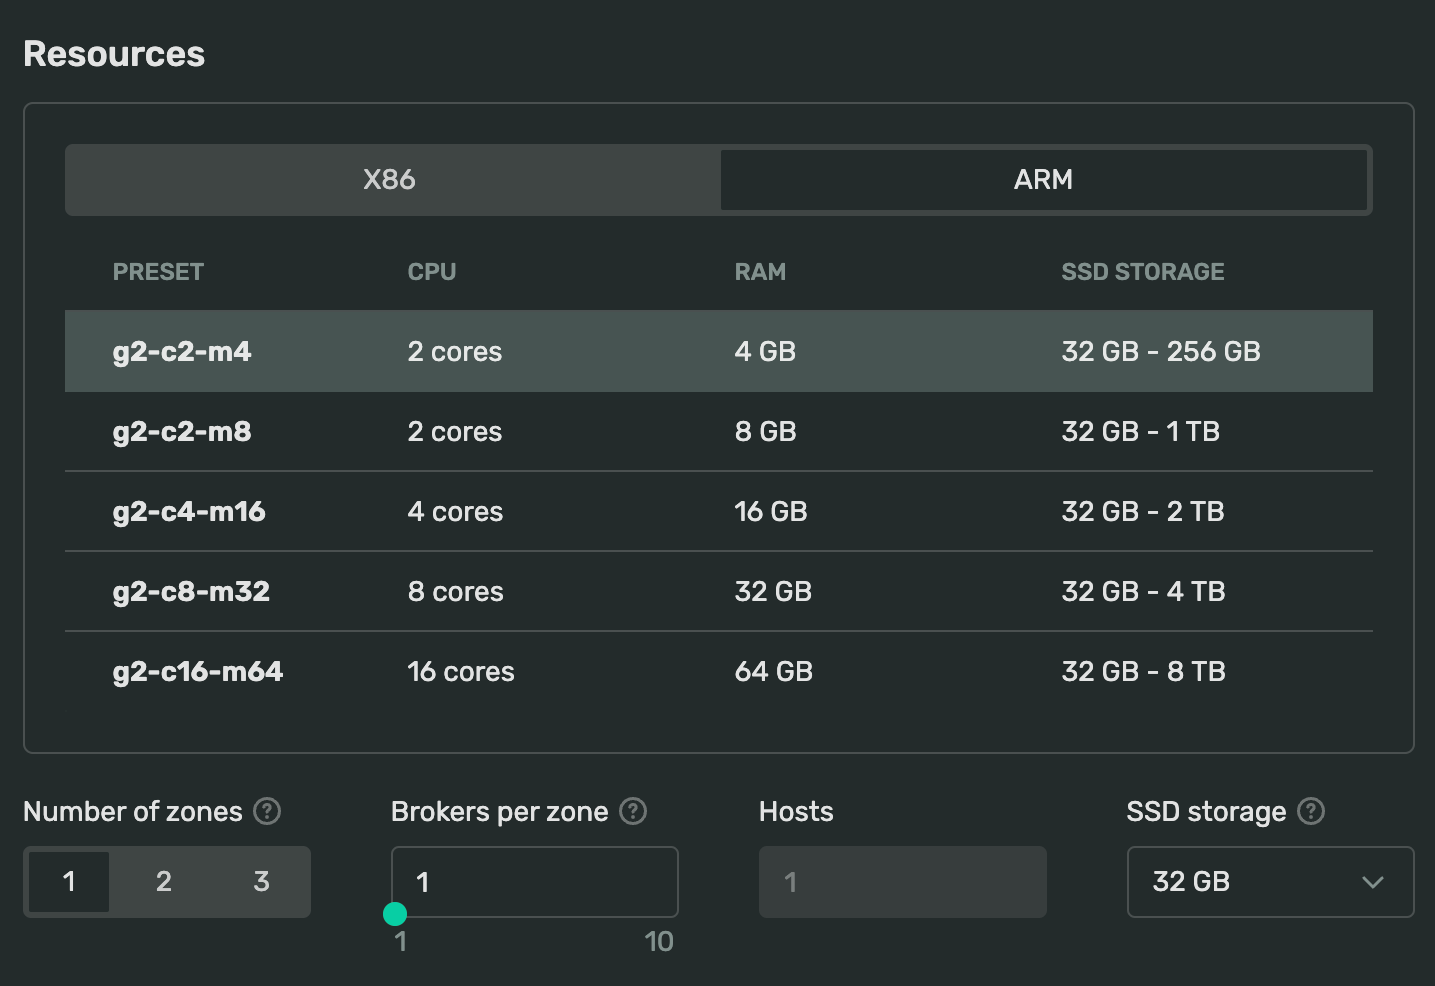 Resources
X86 ARM
PRESET CPU RAM SSD STORAGE
g2-c2-m4 2 cores 4 GB 32 GB - 256 GB
g2-c2-m8 2 cores 8 GB 32 GB - 1 TB
g2-c4-m16 4 cores 16 GB 32 GB - 2 TB
g2-c8-m32 8 cores 32 GB 32 GB - 4 TB
g2-c16-m64 16 cores 64 GB 32 GB - 8 TB
Number of zones ? Brokers per zone ? Hosts SSD storage ?
1 2 3 1 1 32 GB
1 10